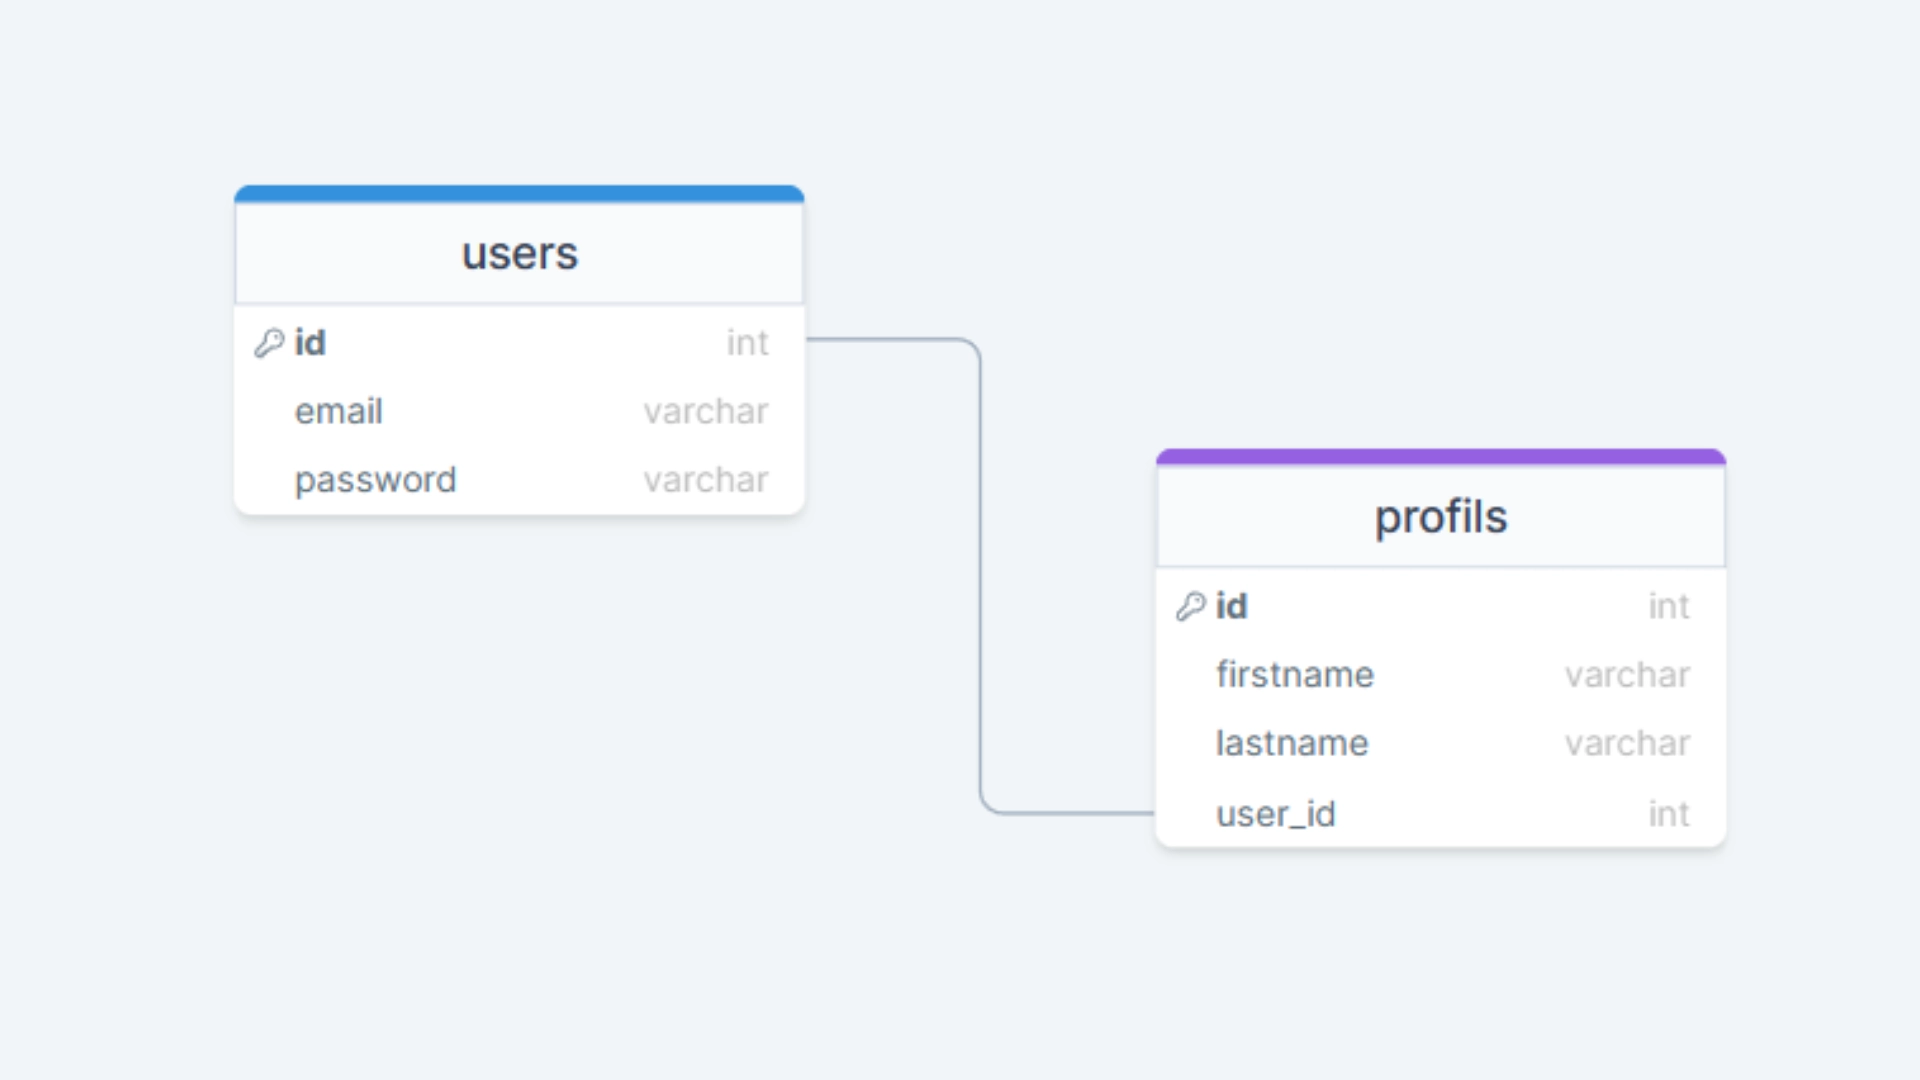 users
id int
email varchar
password varchar
profils
id int
firstname varchar
lastname varchar
user_id int